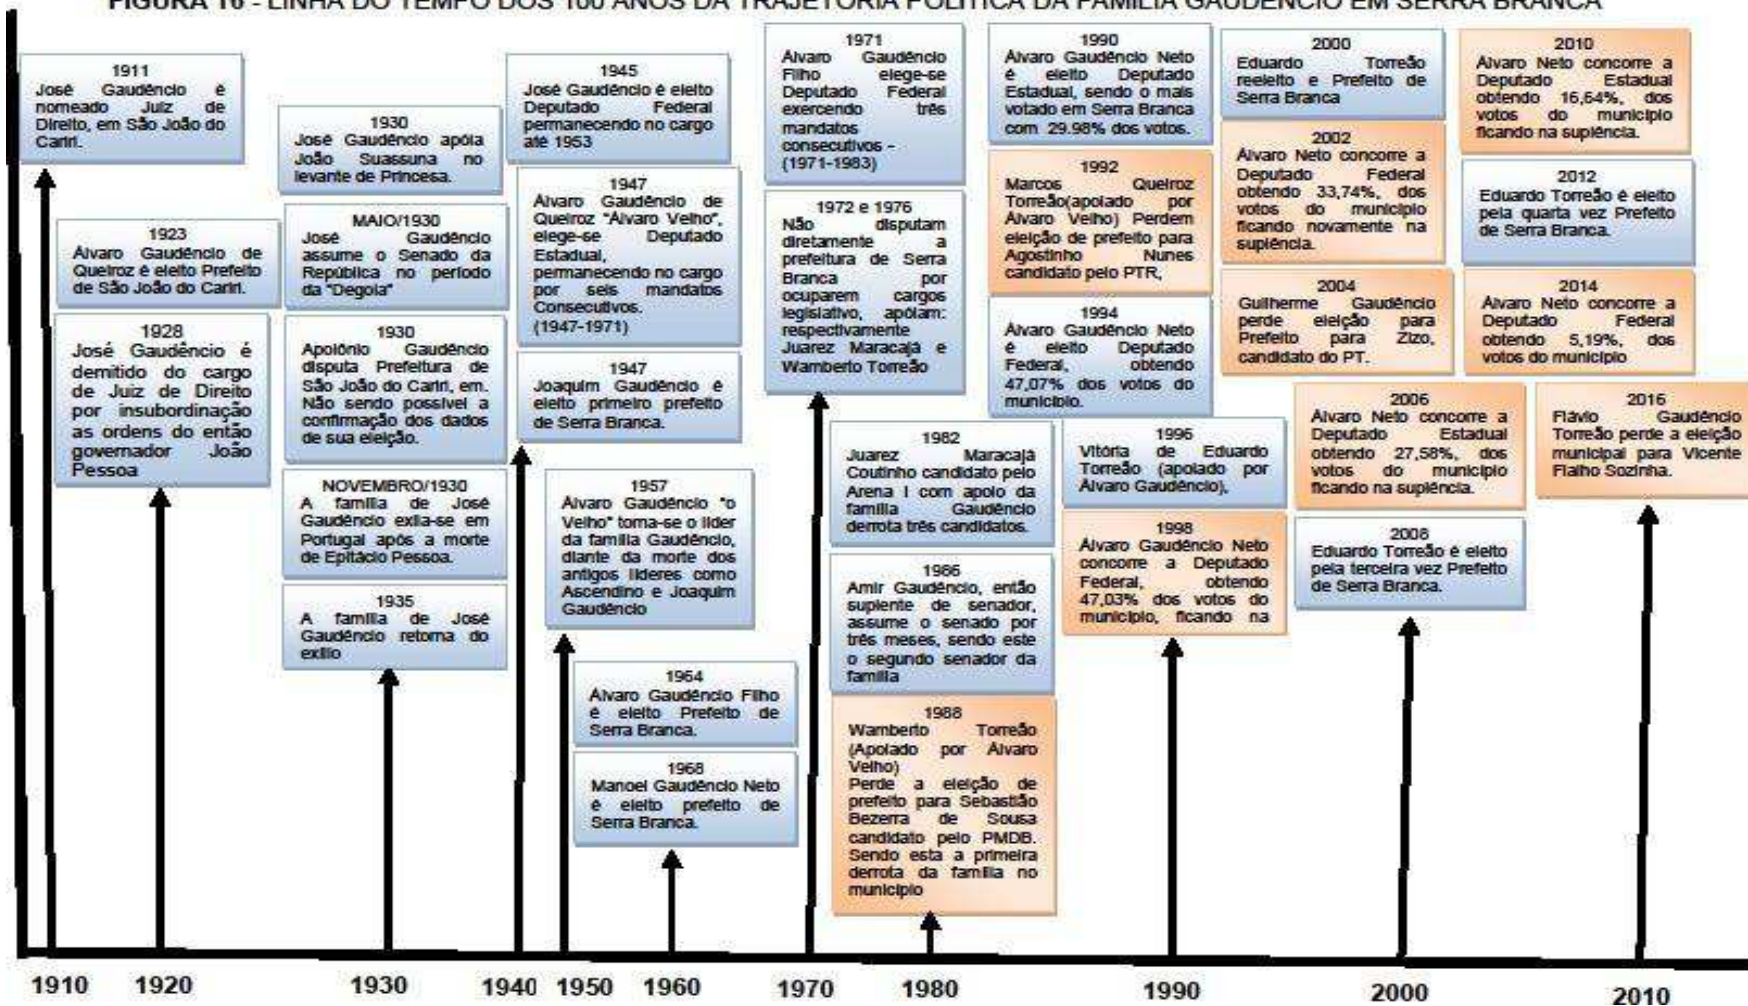 FIGURA 16 - LINHA DO TEMPO DOS 100 ANOS DA TRAJETÓRIA POLÍTICA DA FAMÍLIA GAUDÊNCIO EM SERRA BRANCA
1911
José Gaudêncio é
nomeado Juiz de
Direito, em São João do
Cariri.
1923
Álvaro Gaudêncio de
Queiroz é eleito Prefeito
de São João do Cariri.
1928
José Gaudêncio é
demitido do cargo
de Juiz de Direito
por insubordinação
as ordens do então
governador João
Pessoa
1930
José Gaudêncio apóia
João Suassuna no
levante de Princesa.
MAIO/1930
José Gaudêncio
assume o Senado da
República no período
da "Degola"
1930
Apolônio Gaudêncio
disputa Prefeitura de
São João do Cariri, em.
Não sendo possível a
confirmação dos dados
de sua eleição.
NOVEMBRO/1930
A família de José
Gaudêncio exila-se em
Portugal após a morte
de Epitácio Pessoa.
1935
A família de José
Gaudêncio retorna do
exílio
1945
José Gaudêncio é eleito
Deputado Federal
permanecendo no cargo
até 1953
1947
Álvaro Gaudêncio de
Queiroz "Álvaro Velho",
elege-se Deputado
Estadual,
permanecendo no cargo
por seis mandatos
Consecutivos.
(1947-1971)
1947
Joaquim Gaudêncio é
eleito primeiro prefeito
de Serra Branca.
1957
Álvaro Gaudêncio "o
Velho" torna-se o líder
da família Gaudêncio,
diante da morte dos
antigos líderes como
Ascendino e Joaquim
Gaudêncio
1964
Álvaro Gaudêncio Filho
é eleito Prefeito de
Serra Branca.
1968
Manoel Gaudêncio Neto
é eleito prefeito de
Serra Branca.
1971
Álvaro Gaudêncio
Filho elege-se
Deputado Federal
exercendo três
mandatos
consecutivos -
(1971-1983)
1972 e 1976
Não disputam
diretamente a
prefeitura de Serra
Branca por
ocuparem cargos
legislativo, apóiam:
respectivamente
Juarez Maracajá e
Wamberto Torreão
1982
Juarez Maracajá
Coutinho candidato pelo
Arena I com apoio da
família Gaudêncio
derrota três candidatos.
1986
Amir Gaudêncio, então
suplente de senador,
assume o senado por
três meses, sendo este
o segundo senador da
família
1988
Wamberto Torreão
(Apoiado por Álvaro
Velho)
Perde a eleição de
prefeito para Sebastião
Bezerra de Sousa
candidato pelo PMDB.
Sendo esta a primeira
derrota da família no
município
1990
Álvaro Gaudêncio Neto
é eleito Deputado
Estadual, sendo o mais
votado em Serra Branca
com 29.98% dos votos.
1992
Marcos Queiroz
Torreão(apoiado por
Álvaro Velho) Perdem
eleição de prefeito para
Agostinho Nunes
candidato pelo PTR,
1994
Álvaro Gaudêncio Neto
é eleito Deputado
Federal, obtendo
47,07% dos votos do
município.
1996
Vitória de Eduardo
Torreão (apoiado por
Álvaro Gaudêncio),
1998
Álvaro Gaudêncio Neto
concorre a Deputado
Federal, obtendo
47,03% dos votos do
município, ficando na
2000
Eduardo Torreão
reeleito e Prefeito de
Serra Branca
2002
Álvaro Neto concorre a
Deputado Federal
obtendo 33,74%, dos
votos do município
ficando novamente na
suplência.
2004
Guilherme Gaudêncio
perde eleição para
Prefeito para Zizo,
candidato do PT.
2006
Álvaro Neto concorre a
Deputado Estadual
obtendo 27,58%, dos
votos do município
ficando na suplência.
2008
Eduardo Torreão é eleito
pela terceira vez Prefeito
de Serra Branca.
2010
Álvaro Neto concorre a
Deputado Estadual
obtendo 16,64%, dos
votos do município
ficando na suplência.
2012
Eduardo Torreão é eleito
pela quarta vez Prefeito
de Serra Branca.
2014
Álvaro Neto concorre a
Deputado Federal
obtendo 5,19%, dos
votos do município
2016
Flávio Gaudêncio
Torreão perde a eleição
municipal para Vicente
Fialho Sozinha.
1910 1920 1930 1940 1950 1960 1970 1980 1990 2000 2010